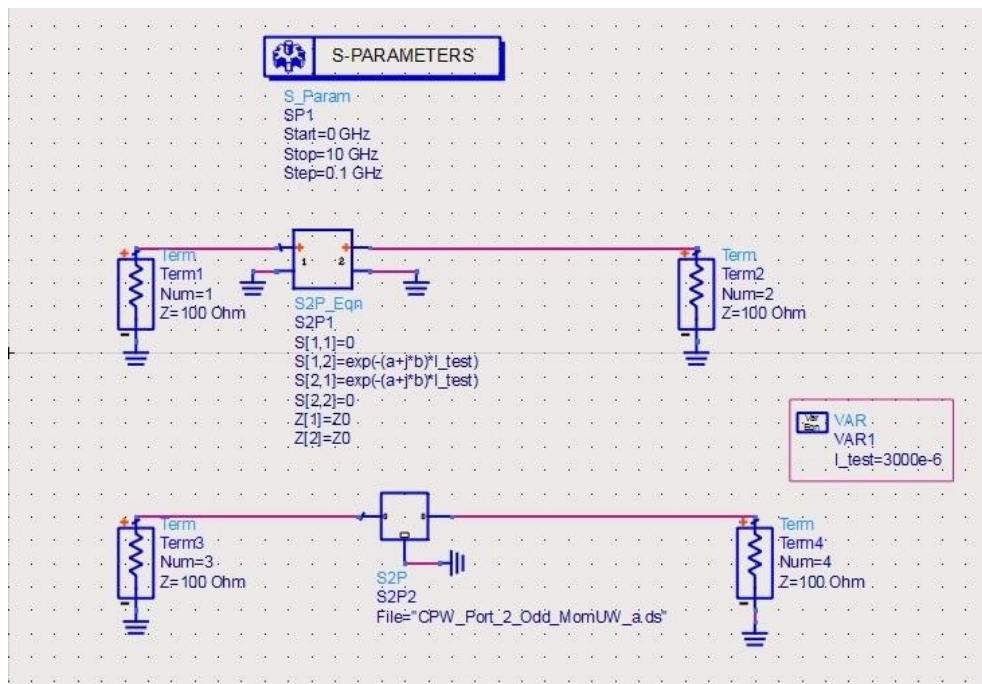 S-PARAMETERS
S_Param
SP1
Start=0 GHz
Stop=10 GHz
Step=0.1 GHz
Term
Term1
Num=1
Z=100 Ohm
1 2
S2P_Eqn
S2P1
S[1,1]=0
S[1,2]=exp(-(a+j*b)*l_test)
S[2,1]=exp(-(a+j*b)*l_test)
S[2,2]=0
Z[1]=Z0
Z[2]=Z0
Term
Term2
Num=2
Z=100 Ohm
Var
Eqn
VAR
VAR1
l_test=3000e-6
Term
Term3
Num=3
Z=100 Ohm
S2P
S2P2
File="CPW_Port_2_Odd_MomUW_a.ds"
Term
Term4
Num=4
Z=100 Ohm